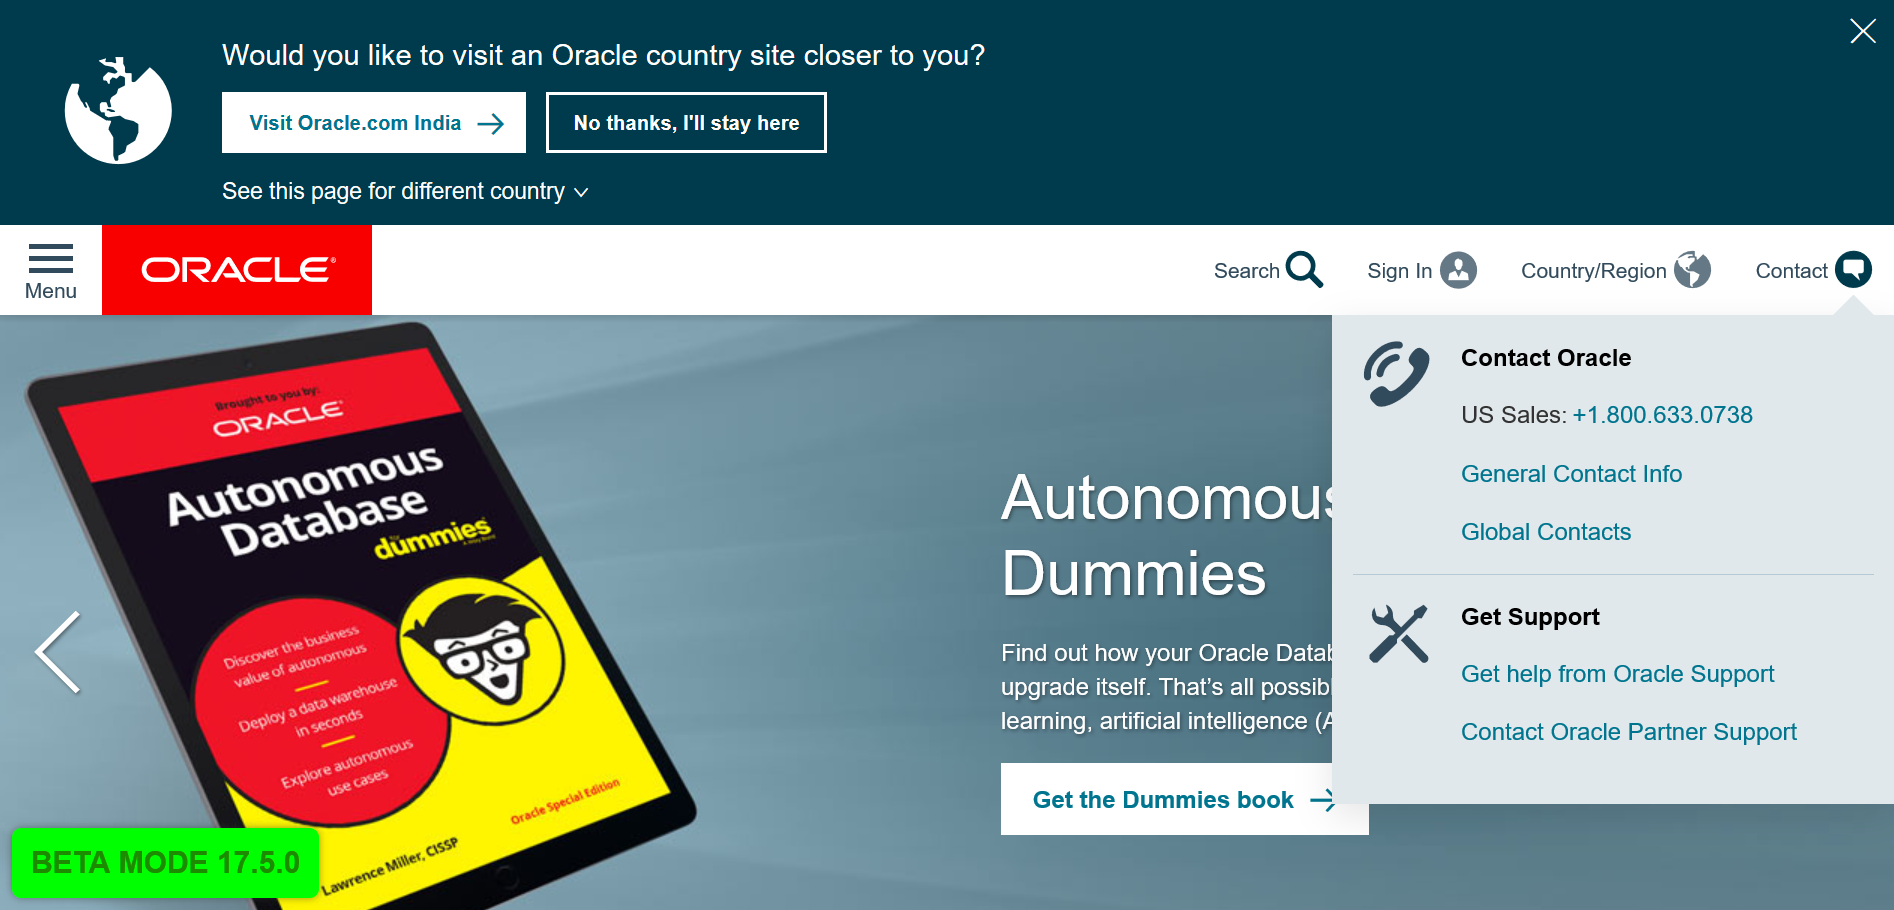 Would you like to visit an Oracle country site closer to you?
Visit Oracle.com India
No thanks, I'll stay here
See this page for different country
Menu
ORACLE®
Search
Sign In
Country/Region
Contact
Contact Oracle
US Sales: +1.800.633.0738
General Contact Info
Global Contacts
Get Support
Get help from Oracle Support
Contact Oracle Partner Support
Brought to you by:
ORACLE®
Autonomous
Database
for
dummies®
A Wiley Brand
Discover the business
value of autonomous
Deploy a data warehouse
in seconds
Explore autonomous
use cases
Oracle Special Edition
Lawrence Miller, CISSP
Autonomous
Dummies
Find out how your Oracle Datab
upgrade itself. That’s all possibl
learning, artificial intelligence (A
Get the Dummies book
BETA MODE 17.5.0